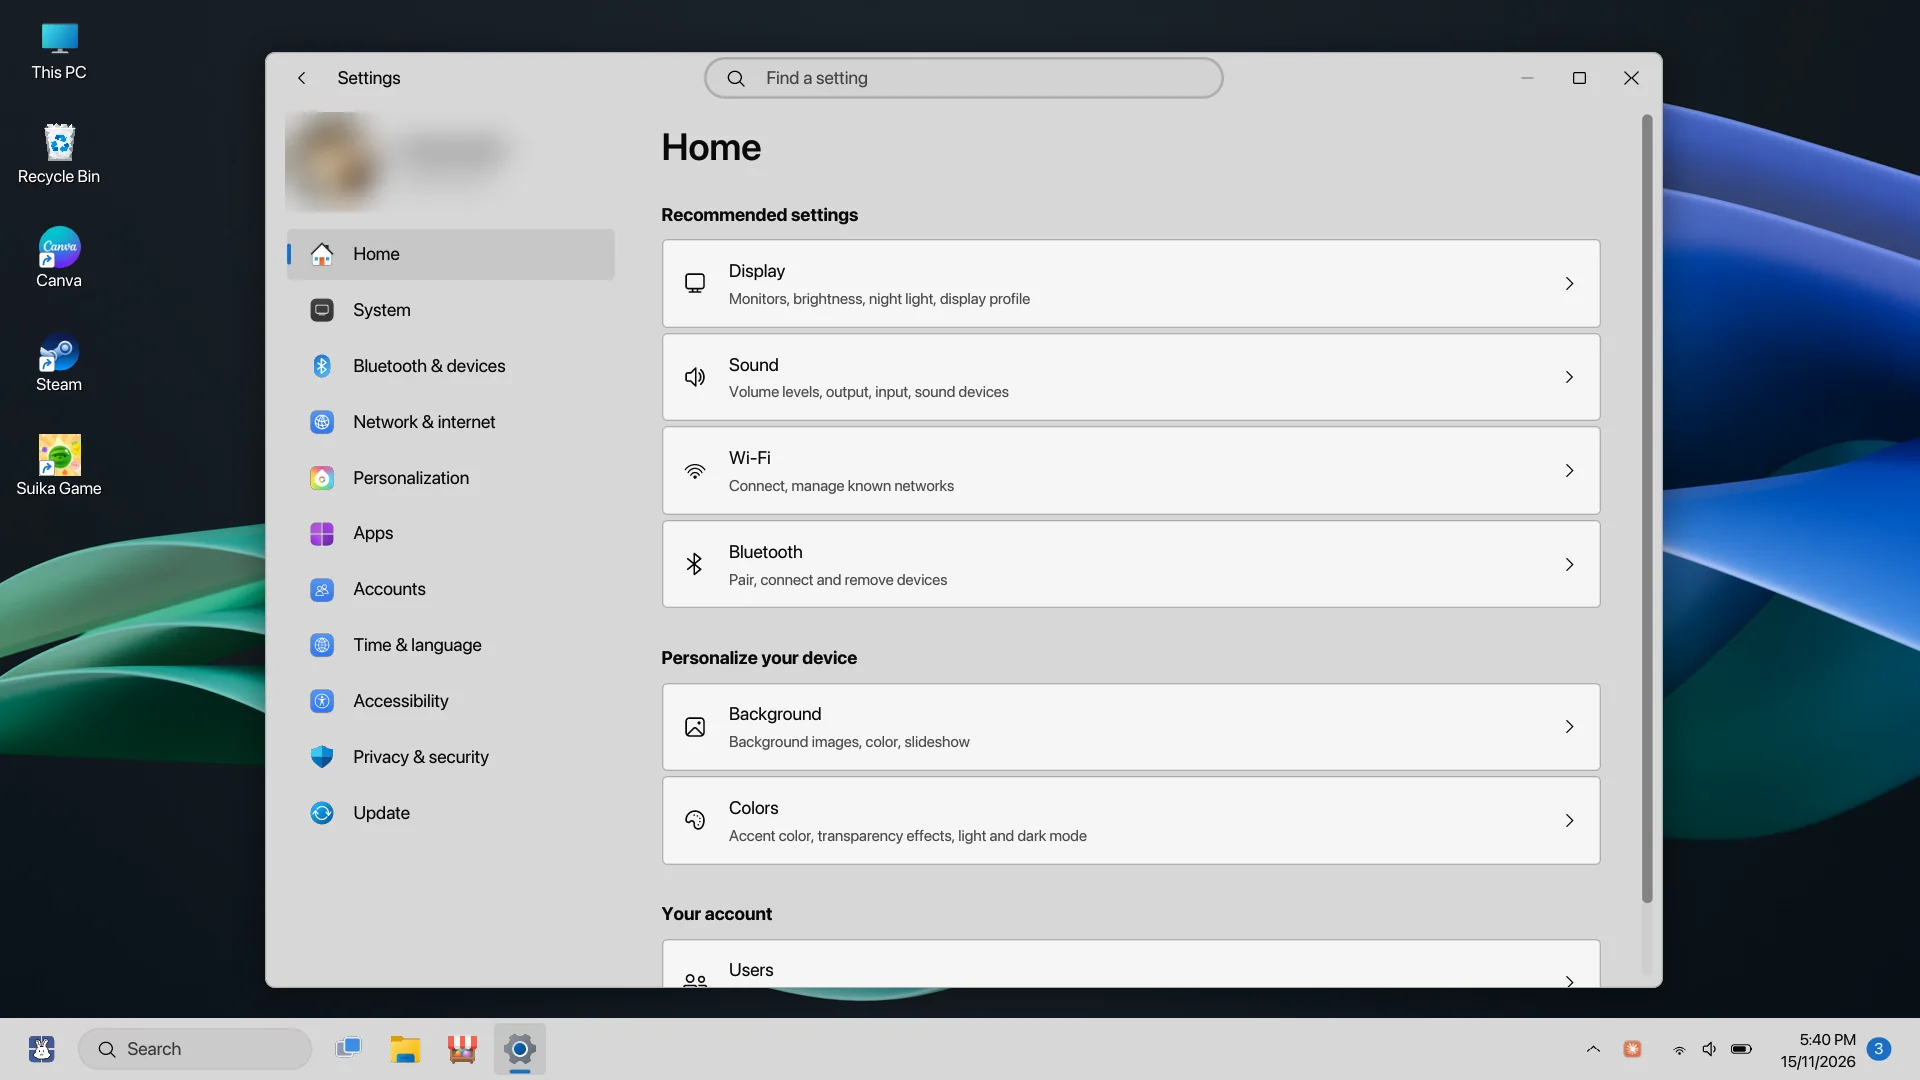 This PC
Recycle Bin
Canva
Canva
Steam
Suika Game
Settings
Find a setting
Home
System
Bluetooth & devices
Network & internet
Personalization
Apps
Accounts
Time & language
Accessibility
Privacy & security
Update
Home
Recommended settings
Display
Monitors, brightness, night light, display profile
Sound
Volume levels, output, input, sound devices
Wi-Fi
Connect, manage known networks
Bluetooth
Pair, connect and remove devices
Personalize your device
Background
Background images, color, slideshow
Colors
Accent color, transparency effects, light and dark mode
Your account
Users
Search
5:40 PM
15/11/2026
3